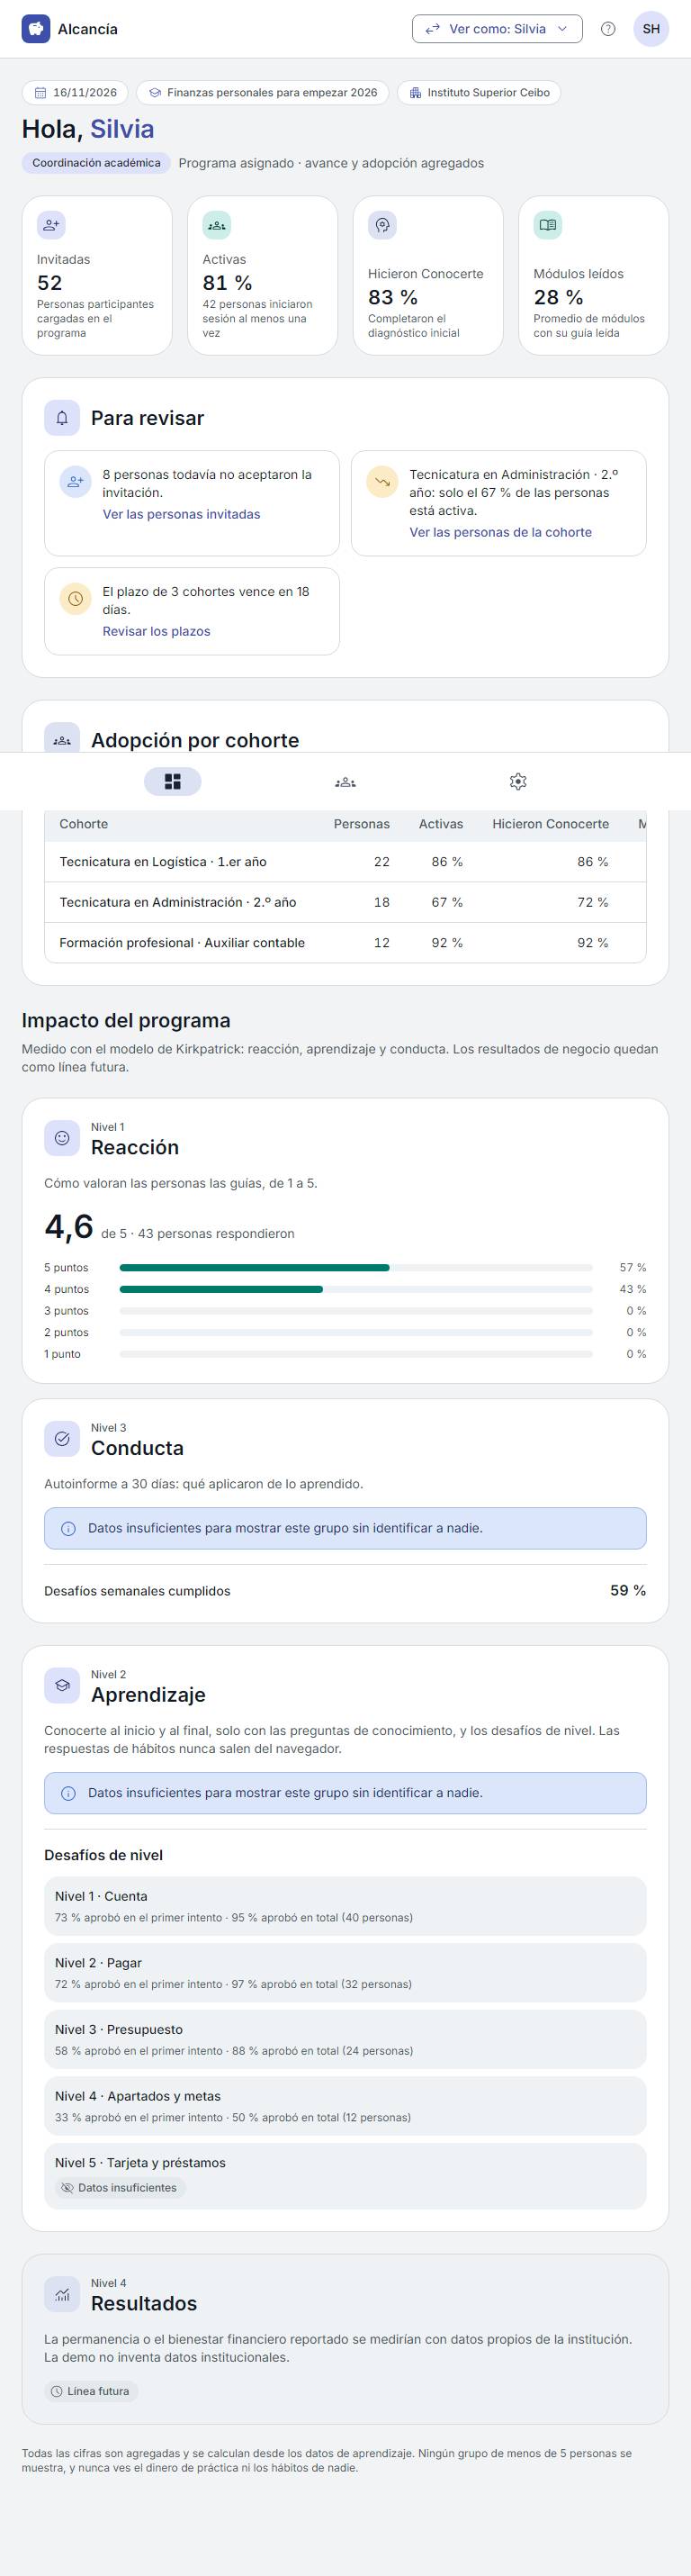 Alcancía
Ver como: Silvia
SH
16/11/2026
Finanzas personales para empezar 2026
Instituto Superior Ceibo
Hola, Silvia
Coordinación académica
Programa asignado · avance y adopción agregados
Invitadas
52
Personas participantes
cargadas en el
programa
Activas
81 %
42 personas iniciaron
sesión al menos una
vez
Hicieron Conocerte
83 %
Completaron el
diagnóstico inicial
Módulos leídos
28 %
Promedio de módulos
con su guía leída
Para revisar
8 personas todavía no aceptaron la
invitación.
Ver las personas invitadas
Tecnicatura en Administración · 2.º
año: solo el 67 % de las personas
está activa.
Ver las personas de la cohorte
El plazo de 3 cohortes vence en 18
días.
Revisar los plazos
Adopción por cohorte
Cohorte Personas Activas Hicieron Conocerte M
Tecnicatura en Logística · 1.er año 22 86 % 86 %
Tecnicatura en Administración · 2.º año 18 67 % 72 %
Formación profesional · Auxiliar contable 12 92 % 92 %
Impacto del programa
Medido con el modelo de Kirkpatrick: reacción, aprendizaje y conducta. Los resultados de negocio quedan
como línea futura.
Nivel 1
Reacción
Cómo valoran las personas las guías, de 1 a 5.
4,6 de 5 · 43 personas respondieron
5 puntos 57 %
4 puntos 43 %
3 puntos 0 %
2 puntos 0 %
1 punto 0 %
Nivel 3
Conducta
Autoinforme a 30 días: qué aplicaron de lo aprendido.
Datos insuficientes para mostrar este grupo sin identificar a nadie.
Desafíos semanales cumplidos 59 %
Nivel 2
Aprendizaje
Conocerte al inicio y al final, solo con las preguntas de conocimiento, y los desafíos de nivel. Las
respuestas de hábitos nunca salen del navegador.
Datos insuficientes para mostrar este grupo sin identificar a nadie.
Desafíos de nivel
Nivel 1 · Cuenta
73 % aprobó en el primer intento · 95 % aprobó en total (40 personas)
Nivel 2 · Pagar
72 % aprobó en el primer intento · 97 % aprobó en total (32 personas)
Nivel 3 · Presupuesto
58 % aprobó en el primer intento · 88 % aprobó en total (24 personas)
Nivel 4 · Apartados y metas
33 % aprobó en el primer intento · 50 % aprobó en total (12 personas)
Nivel 5 · Tarjeta y préstamos
Datos insuficientes
Nivel 4
Resultados
La permanencia o el bienestar financiero reportado se medirían con datos propios de la institución.
La demo no inventa datos institucionales.
Línea futura
Todas las cifras son agregadas y se calculan desde los datos de aprendizaje. Ningún grupo de menos de 5 personas se
muestra, y nunca ves el dinero de práctica ni los hábitos de nadie.